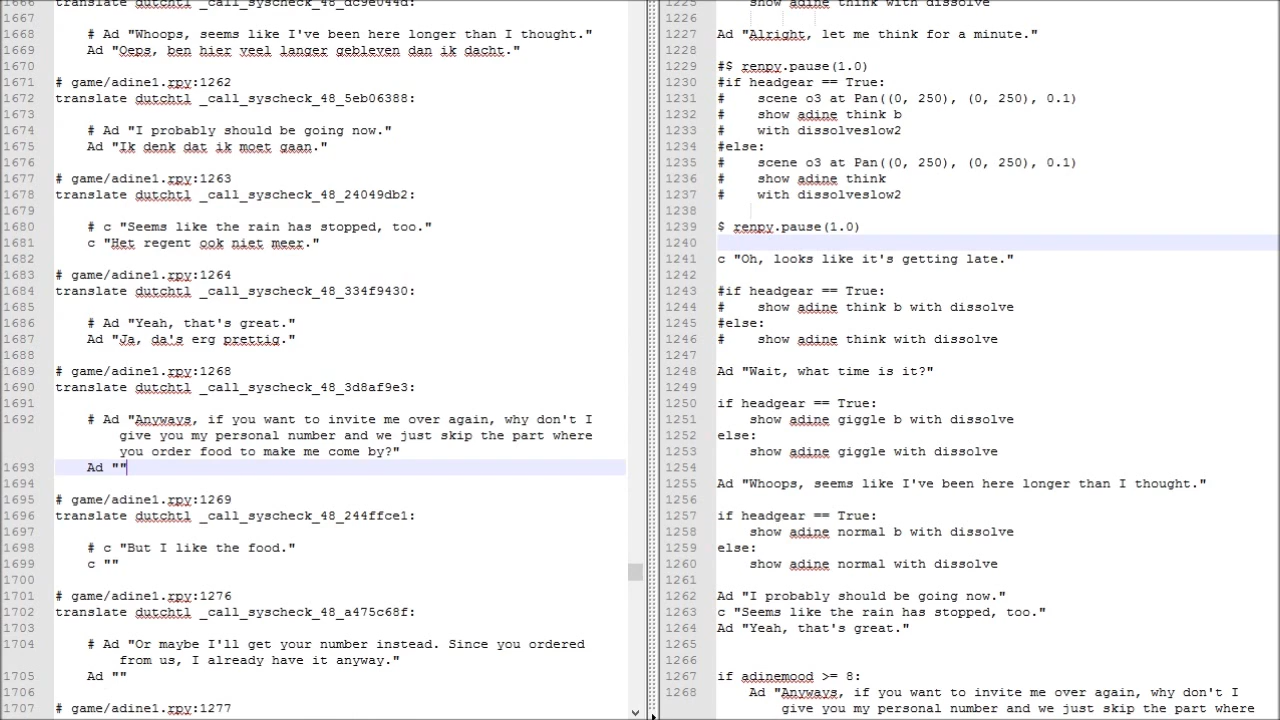 1666 translate dutchtl _call_syscheck_48_dc9e044d:
1667
1668 # Ad "Whoops, seems like I've been here longer than I thought."
1669 Ad "Oeps, ben hier veel langer gebleven dan ik dacht."
1670
1671 # game/adine1.rpy:1262
1672 translate dutchtl _call_syscheck_48_5eb06388:
1673
1674 # Ad "I probably should be going now."
1675 Ad "Ik denk dat ik moet gaan."
1676
1677 # game/adine1.rpy:1263
1678 translate dutchtl _call_syscheck_48_24049db2:
1679
1680 # c "Seems like the rain has stopped, too."
1681 c "Het regent ook niet meer."
1682
1683 # game/adine1.rpy:1264
1684 translate dutchtl _call_syscheck_48_334f9430:
1685
1686 # Ad "Yeah, that's great."
1687 Ad "Ja, da's erg prettig."
1688
1689 # game/adine1.rpy:1268
1690 translate dutchtl _call_syscheck_48_3d8af9e3:
1691
1692 # Ad "Anyways, if you want to invite me over again, why don't I
give you my personal number and we just skip the part where
you order food to make me come by?"
1693 Ad ""
1694
1695 # game/adine1.rpy:1269
1696 translate dutchtl _call_syscheck_48_244ffce1:
1697
1698 # c "But I like the food."
1699 c ""
1700
1701 # game/adine1.rpy:1276
1702 translate dutchtl _call_syscheck_48_a475c68f:
1703
1704 # Ad "Or maybe I'll get your number instead. Since you ordered
from us, I already have it anyway."
1705 Ad ""
1706
1707 # game/adine1.rpy:1277
1225 show adine think with dissolve
1226
1227 Ad "Alright, let me think for a minute."
1228
1229 #$ renpy.pause(1.0)
1230 #if headgear == True:
1231 # scene o3 at Pan((0, 250), (0, 250), 0.1)
1232 # show adine think b
1233 # with dissolveslow2
1234 #else:
1235 # scene o3 at Pan((0, 250), (0, 250), 0.1)
1236 # show adine think
1237 # with dissolveslow2
1238
1239 $ renpy.pause(1.0)
1240
1241 c "Oh, looks like it's getting late."
1242
1243 #if headgear == True:
1244 # show adine think b with dissolve
1245 #else:
1246 # show adine think with dissolve
1247
1248 Ad "Wait, what time is it?"
1249
1250 if headgear == True:
1251 show adine giggle b with dissolve
1252 else:
1253 show adine giggle with dissolve
1254
1255 Ad "Whoops, seems like I've been here longer than I thought."
1256
1257 if headgear == True:
1258 show adine normal b with dissolve
1259 else:
1260 show adine normal with dissolve
1261
1262 Ad "I probably should be going now."
1263 c "Seems like the rain has stopped, too."
1264 Ad "Yeah, that's great."
1265
1266
1267 if adinemood >= 8:
1268 Ad "Anyways, if you want to invite me over again, why don't I
give you my personal number and we just skip the part where